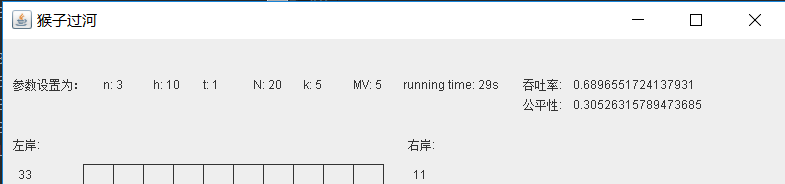 猴子过河
参数设置为: n: 3 h: 10 t: 1 N: 20 k: 5 MV: 5 running time: 29s 吞吐率: 0.6896551724137931
公平性: 0.30526315789473685
左岸: 右岸:
33 11